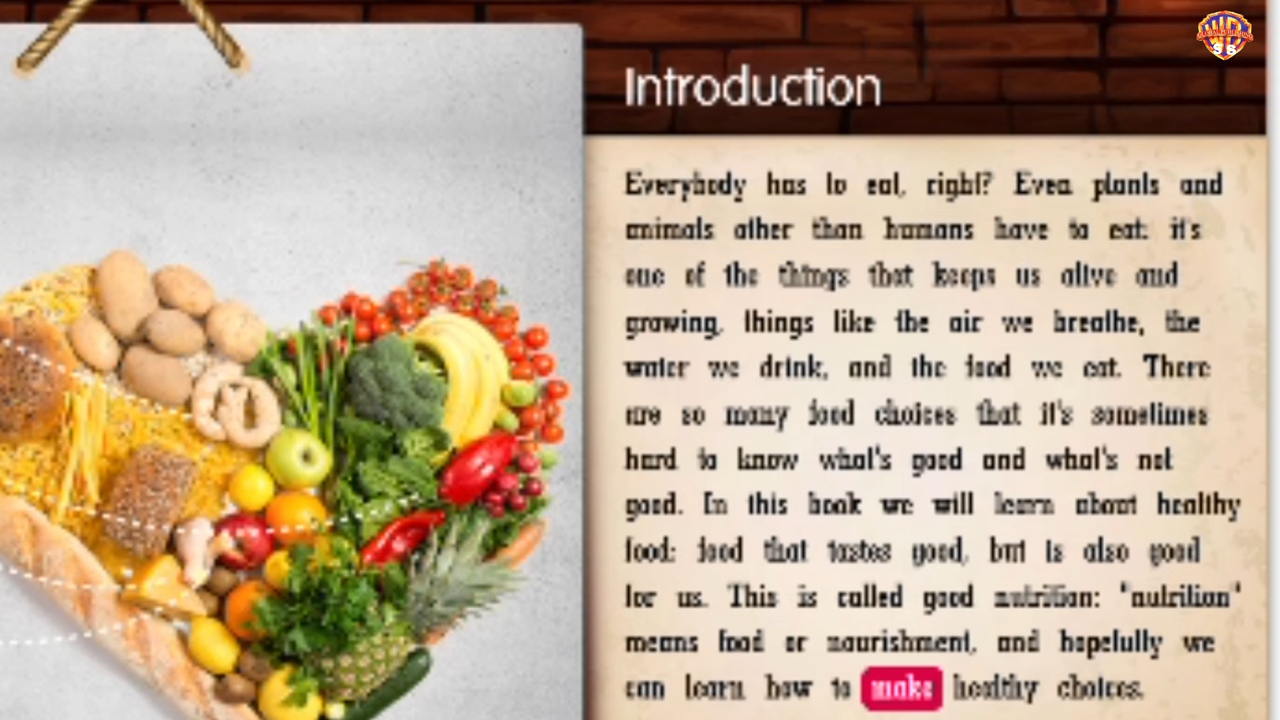 Introduction
Everybody has to eat, right? Even plants and
animals other than humans have to eat: it's
one of the things that keeps us alive and
growing, things like the air we breathe, the
water we drink, and the food we eat. There
are so many food choices that it's sometimes
hard to know what's good and what's not
good. In this book we will learn about healthy
food: food that tastes good, but is also good
for us. This is called good nutrition: "nutrition"
means food or nourishment, and hopefully we
can learn how to make healthy choices.